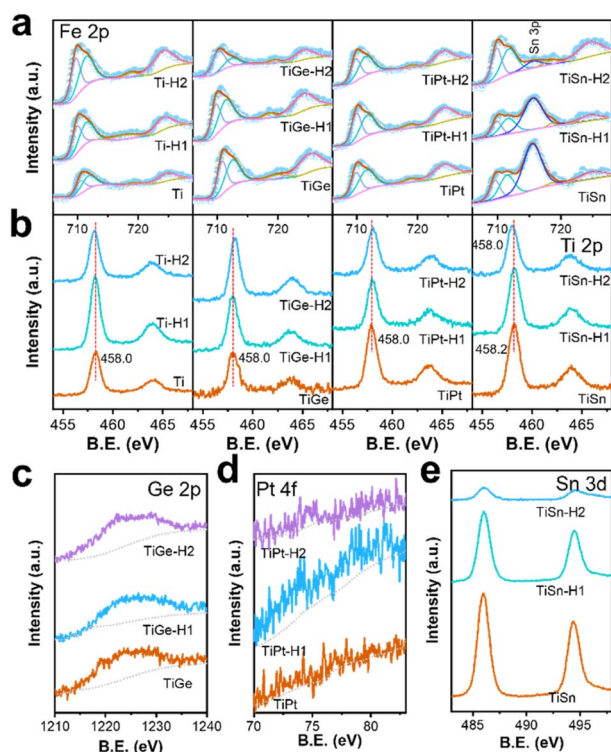 a
Fe 2p
Intensity (a.u.)
Ti-H2
Ti-H1
Ti
TiGe-H2
TiGe-H1
TiGe
TiPt-H2
TiPt-H1
TiPt
Sn 3p
TiSn-H2
TiSn-H1
TiSn
710 720 710 720 710 720 710 720
b
Ti 2p
Intensity (a.u.)
Ti-H2
Ti-H1
458.0
Ti
TiGe-H2
TiGe-H1
458.0
TiGe
TiPt-H2
TiPt-H1
458.0
TiPt
458.0
TiSn-H2
TiSn-H1
458.2
TiSn
455 460 465 455 460 465 455 460 465 455 460 465
B.E. (eV) B.E. (eV) B.E. (eV) B.E. (eV)
c
Ge 2p
Intensity (a.u.)
TiGe-H2
TiGe-H1
TiGe
1210 1220 1230 1240
B.E. (eV)
d
Pt 4f
Intensity (a.u.)
TiPt-H2
TiPt-H1
TiPt
70 75 80
B.E. (eV)
e
Sn 3d
Intensity (a.u.)
TiSn-H2
TiSn-H1
TiSn
485 490 495
B.E. (eV)